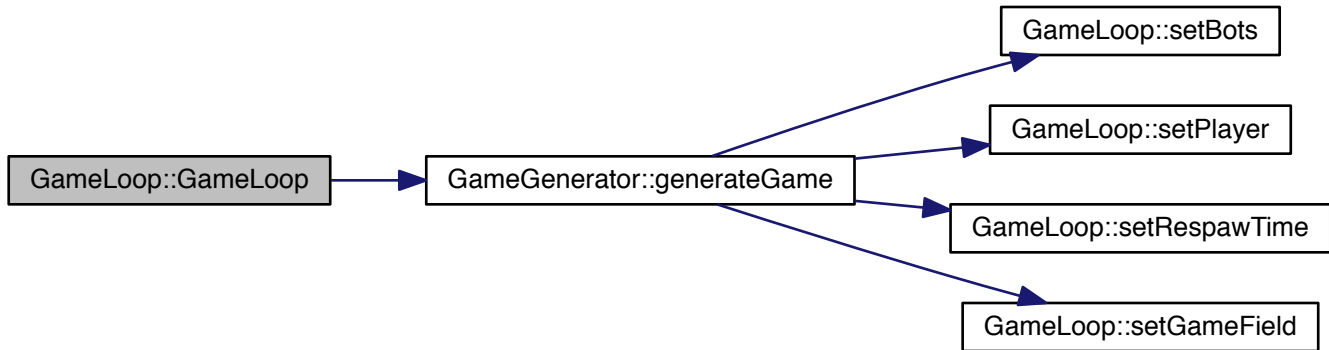 GameLoop::setBots
GameLoop::setPlayer
GameLoop::GameLoop
GameGenerator::generateGame
GameLoop::setRespawTime
GameLoop::setGameField